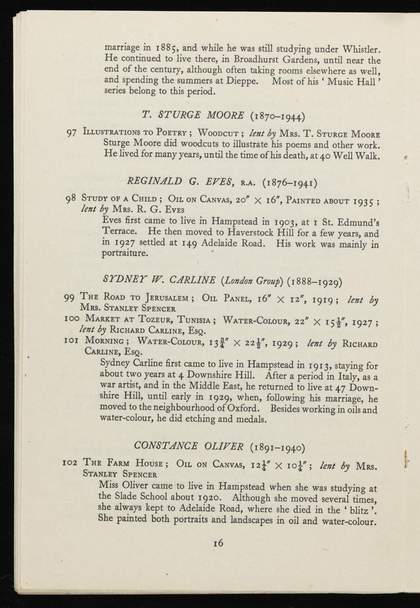 marriage in 1885, and while he was still studying under Whistler.
He continued to live there, in Broadhurst Gardens, until near the
end of the century, although often taking rooms elsewhere as well,
and spending the summers at Dieppe. Most of his ‘ Music Hall ’
series belong to this period.
T. STURGE MOORE (1870–1944)
97 Illustrations to Poetry ; Woodcut ; lent by Mrs. T. Sturge Moore
Sturge Moore did woodcuts to illustrate his poems and other work.
He lived for many years, until the time of his death, at 40 Well Walk.
REGINALD G. EVES, R.A. (1876–1941)
98 Study of a Child ; Oil on Canvas, 20″ × 16″, Painted about 1935 ;
lent by Mrs. R. G. Eves
Eves first came to live in Hampstead in 1903, at 1 St. Edmund's
Terrace. He then moved to Haverstock Hill for a few years, and
in 1927 settled at 149 Adelaide Road. His work was mainly in
portraiture.
SYDNEY W. CARLINE (London Group) (1888–1929)
99 The Road to Jerusalem ; Oil Panel, 16″ × 12″, 1919 ; lent by
Mrs. Stanley Spencer
100 Market at Tozeur, Tunisia ; Water-Colour, 22″ × 15½″, 1927 ;
lent by Richard Carline, Esq.
101 Morning ; Water-Colour, 13¾″ × 22½″, 1929 ; lent by Richard
Carline, Esq.
Sydney Carline first came to live in Hampstead in 1913, staying for
about two years at 4 Downshire Hill. After a period in Italy, as a
war artist, and in the Middle East, he returned to live at 47 Down-
shire Hill, until early in 1929, when, following his marriage, he
moved to the neighbourhood of Oxford. Besides working in oils and
water-colour, he did etching and medals.
CONSTANCE OLIVER (1891–1940)
102 The Farm House ; Oil on Canvas, 12¼″ × 10¼″ ; lent by Mrs.
Stanley Spencer
Miss Oliver came to live in Hampstead when she was studying at
the Slade School about 1920. Although she moved several times,
she always kept to Adelaide Road, where she died in the ‘ blitz ’.
She painted both portraits and landscapes in oil and water-colour.
16